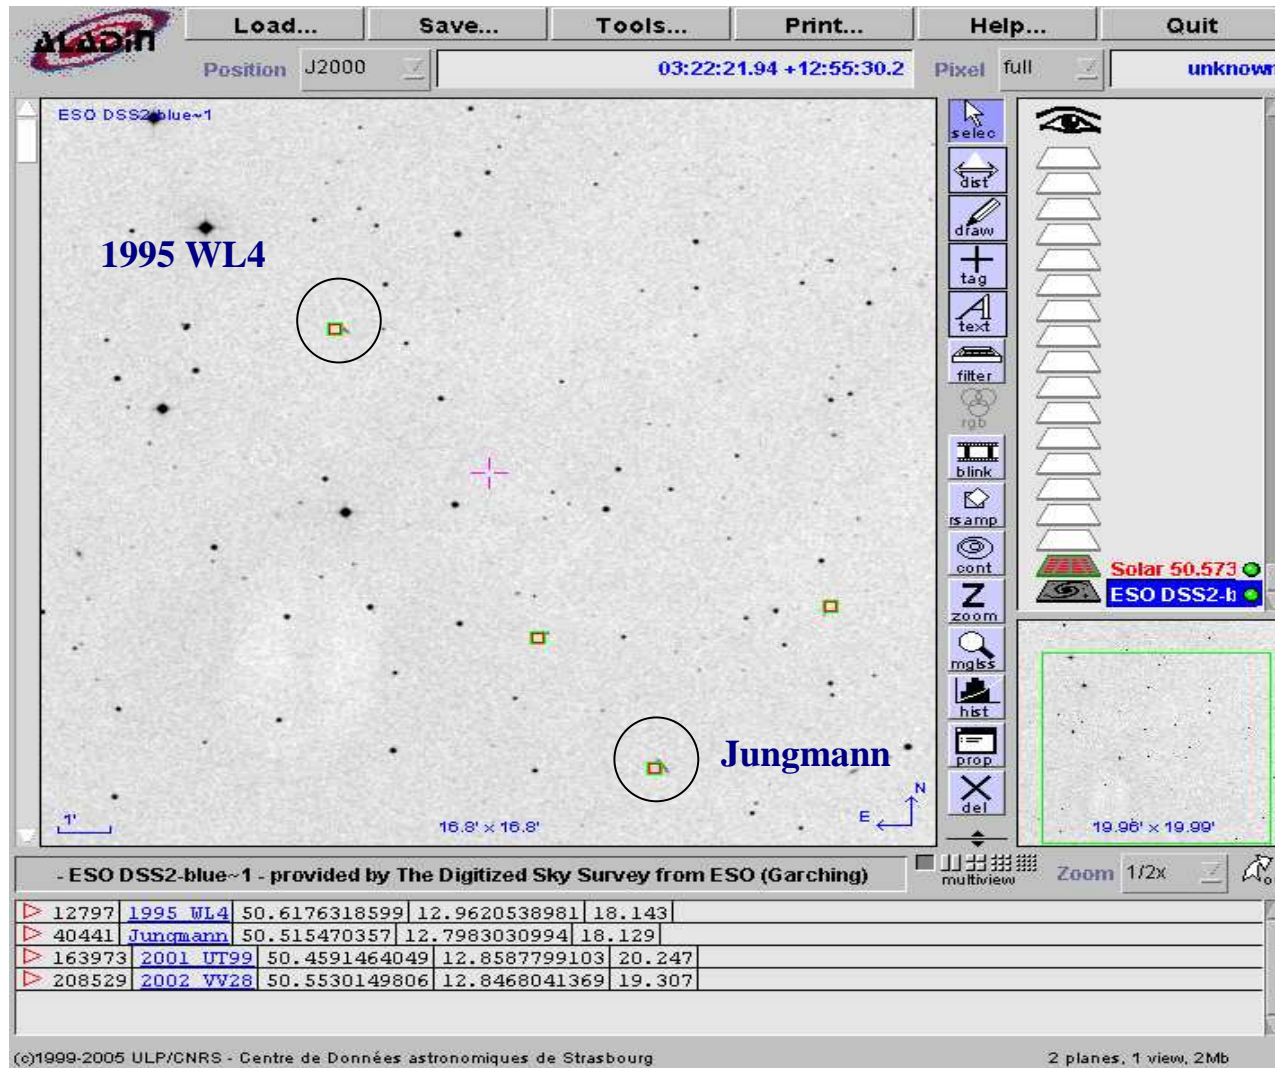 ALADIN Load... Save... Tools... Print... Help... Quit
Position J2000 03:22:21.94 +12:55:30.2 Pixel full unknown
ESO DSS2-blue~1
1995 WL4
Jungmann
1'
16.8' x 16.8'
N
E
selec
dist
draw
tag
text
filter
rgb
blink
rsamp
cont
zoom
mglss
hist
prop
del
Solar 50.573
ESO DSS2-b
19.96' x 19.99'
- ESO DSS2-blue~1 - provided by The Digitized Sky Survey from ESO (Garching) multiview Zoom 1/2x
12797 1995 WL4 50.6176318599 12.9620538981 18.143
40441 Jungmann 50.515470357 12.7983030994 18.129
163973 2001 UT99 50.4591464049 12.8587799103 20.247
208529 2002 VV28 50.5530149806 12.8468041369 19.307
(c)1999-2005 ULP/CNRS - Centre de Données astronomiques de Strasbourg 2 planes, 1 view, 2Mb